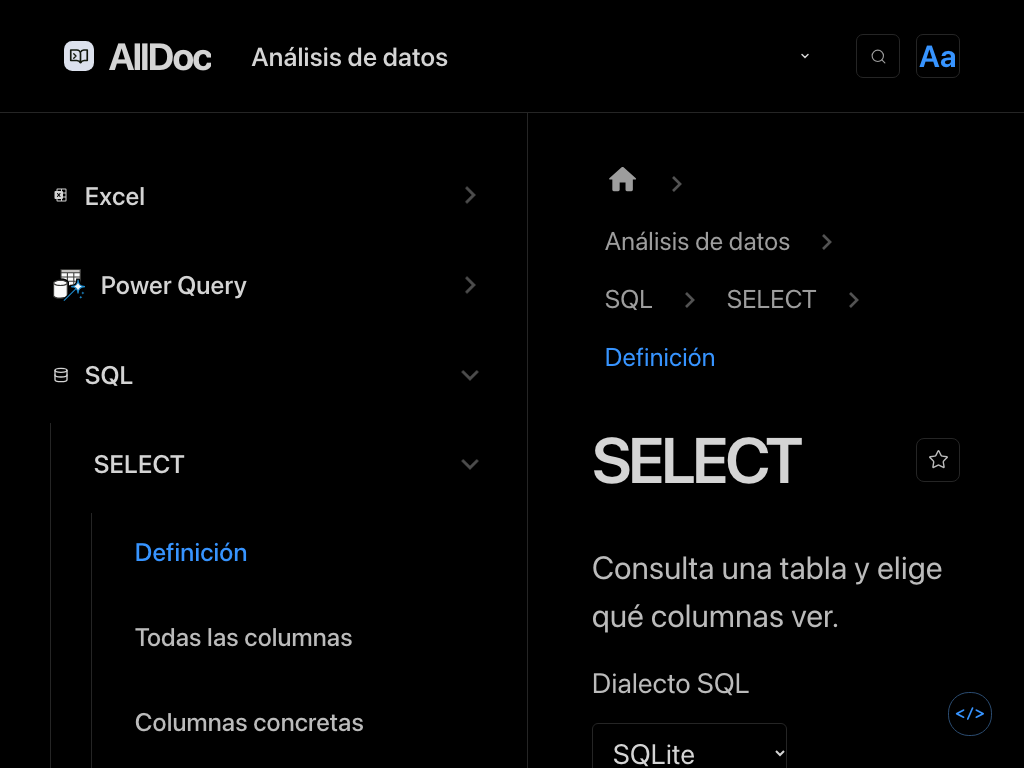 AllDoc
Análisis de datos
Aa
Excel
Power Query
SQL
SELECT
Definición
Todas las columnas
Columnas concretas
Análisis de datos
SQL
SELECT
Definición
SELECT
Consulta una tabla y elige
qué columnas ver.
Dialecto SQL
SQLite
</>